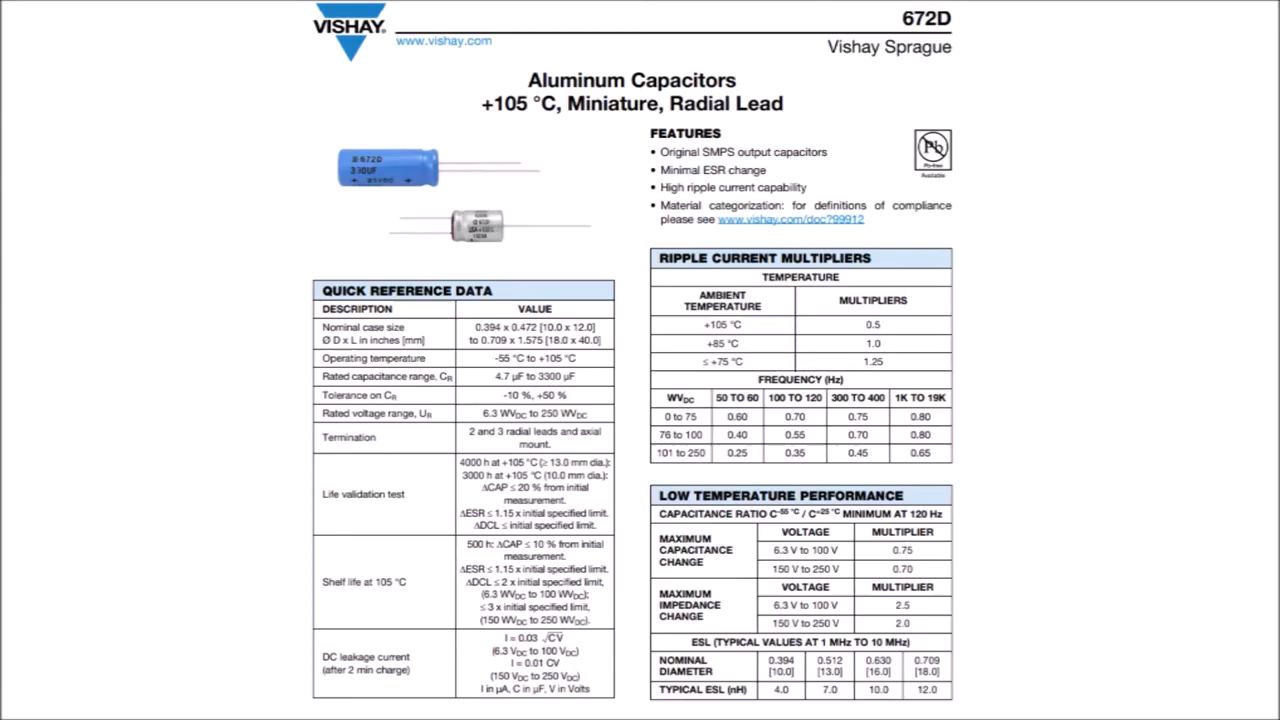 VISHAY.
www.vishay.com
672D
Vishay Sprague
Aluminum Capacitors
+105 °C, Miniature, Radial Lead
672D
330UF
FEATURES
• Original SMPS output capacitors
• Minimal ESR change
• High ripple current capability
• Material categorization: for definitions of compliance
please see www.vishay.com/doc?99912
Pb
Pb-free
Available
QUICK REFERENCE DATA
DESCRIPTION VALUE
Nominal case size
Ø D x L in inches [mm]
0.394 x 0.472 [10.0 x 12.0]
to 0.709 x 1.575 [18.0 x 40.0]
Operating temperature -55 °C to +105 °C
Rated capacitance range, CR 4.7 µF to 3300 µF
Tolerance on CR -10 %, +50 %
Rated voltage range, UR 6.3 WVDC to 250 WVDC
Termination
2 and 3 radial leads and axial
mount.
Life validation test
4000 h at +105 °C (≥ 13.0 mm dia.):
3000 h at +105 °C (10.0 mm dia.):
ΔCAP ≤ 20 % from initial
measurement.
ΔESR ≤ 1.15 x initial specified limit.
ΔDCL ≤ initial specified limit.
Shelf life at 105 °C
500 h: ΔCAP ≤ 10 % from initial
measurement.
ΔESR ≤ 1.15 x initial specified limit.
ΔDCL ≤ 2 x initial specified limit,
(6.3 WVDC to 100 WVDC);
≤ 3 x initial specified limit,
(150 WVDC to 250 WVDC).
DC leakage current
(after 2 min charge)
I = 0.03 √CV
(6.3 VDC to 100 VDC)
I = 0.01 CV
(150 VDC to 250 VDC)
I in µA, C in µF, V in Volts
RIPPLE CURRENT MULTIPLIERS
TEMPERATURE
AMBIENT
TEMPERATURE
MULTIPLIERS
+105 °C 0.5
+85 °C 1.0
≤ +75 °C 1.25
FREQUENCY (Hz)
WVDC 50 TO 60 100 TO 120 300 TO 400 1K TO 19K
0 to 75 0.60 0.70 0.75 0.80
76 to 100 0.40 0.55 0.70 0.80
101 to 250 0.25 0.35 0.45 0.65
LOW TEMPERATURE PERFORMANCE
CAPACITANCE RATIO C-55 °C / C+25 °C MINIMUM AT 120 Hz
MAXIMUM
CAPACITANCE
CHANGE
VOLTAGE MULTIPLIER
6.3 V to 100 V 0.75
150 V to 250 V 0.70
MAXIMUM
IMPEDANCE
CHANGE
VOLTAGE MULTIPLIER
6.3 V to 100 V 2.5
150 V to 250 V 2.0
ESL (TYPICAL VALUES AT 1 MHz TO 10 MHz)
NOMINAL
DIAMETER
0.394 0.512 0.630 0.709
[10.0] [13.0] [16.0] [18.0]
TYPICAL ESL (nH) 4.0 7.0 10.0 12.0